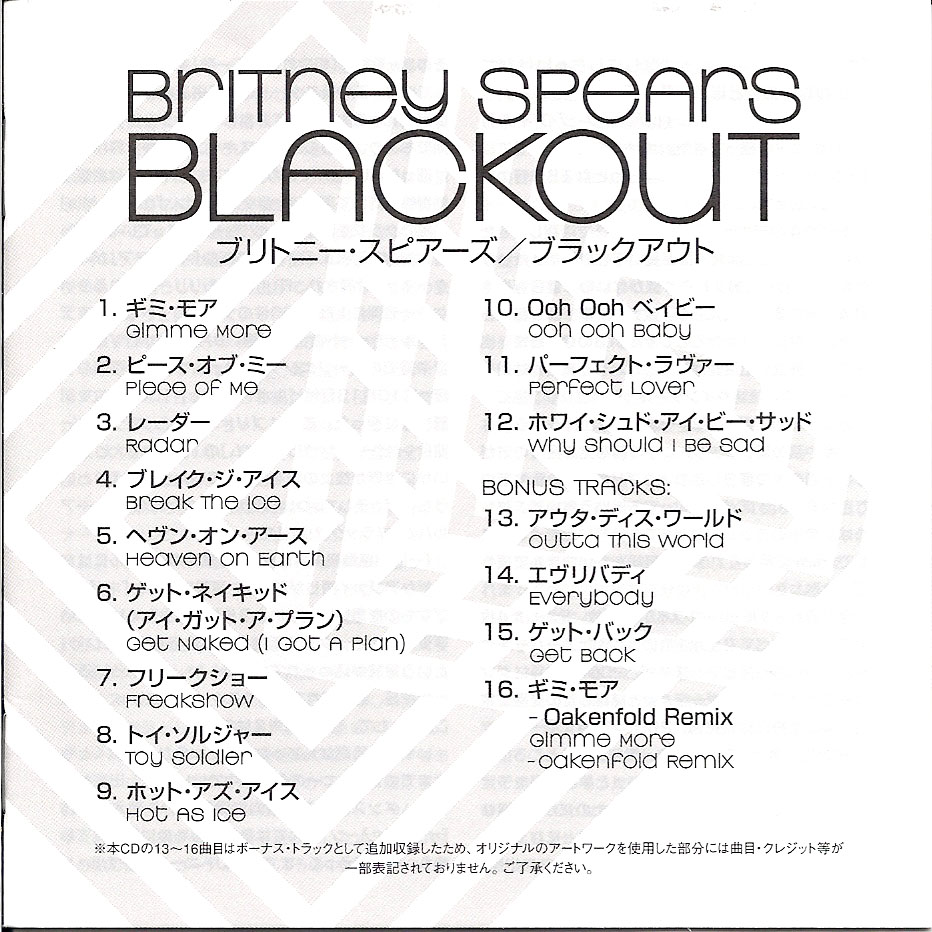 Britney Spears
BLACKOUT
ブリトニー・スピアーズ／ブラックアウト
1. ギミ・モア
Gimme More
2. ピース・オブ・ミー
Piece of Me
3. レーダー
Radar
4. ブレイク・ジ・アイス
Break The Ice
5. ヘヴン・オン・アース
Heaven on Earth
6. ゲット・ネイキッド
（アイ・ガット・ア・プラン）
Get Naked (I Got A Plan)
7. フリークショー
Freakshow
8. トイ・ソルジャー
Toy Soldier
9. ホット・アズ・アイス
Hot As Ice
10. Ooh Ooh ベイビー
Ooh Ooh Baby
11. パーフェクト・ラヴァー
Perfect Lover
12. ホワイ・シュド・アイ・ビー・サッド
Why Should I Be Sad
BONUS TRACKS:
13. アウタ・ディス・ワールド
Outta This World
14. エヴリバディ
Everybody
15. ゲット・バック
Get Back
16. ギミ・モア
- Oakenfold Remix
Gimme More
- Oakenfold Remix
※本CDの13〜16曲目はボーナス・トラックとして追加収録したため、オリジナルのアートワークを使用した部分には曲目・クレジット等が
一部表記されておりません。ご了承ください。